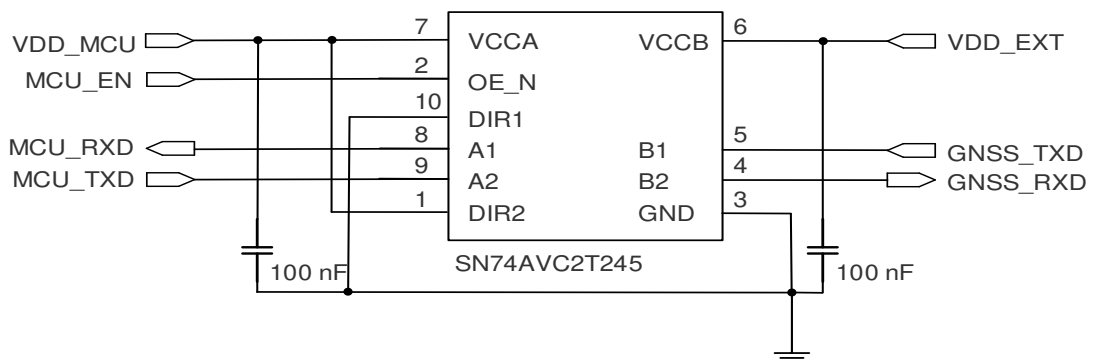 VDD_MCU 7 VCCA VCCB 6 VDD_EXT
MCU_EN 2 OE_N
10 DIR1
MCU_RXD 8 A1 B1 5 GNSS_TXD
MCU_TXD 9 A2 B2 4 GNSS_RXD
1 DIR2 GND 3
SN74AVC2T245
100 nF 100 nF